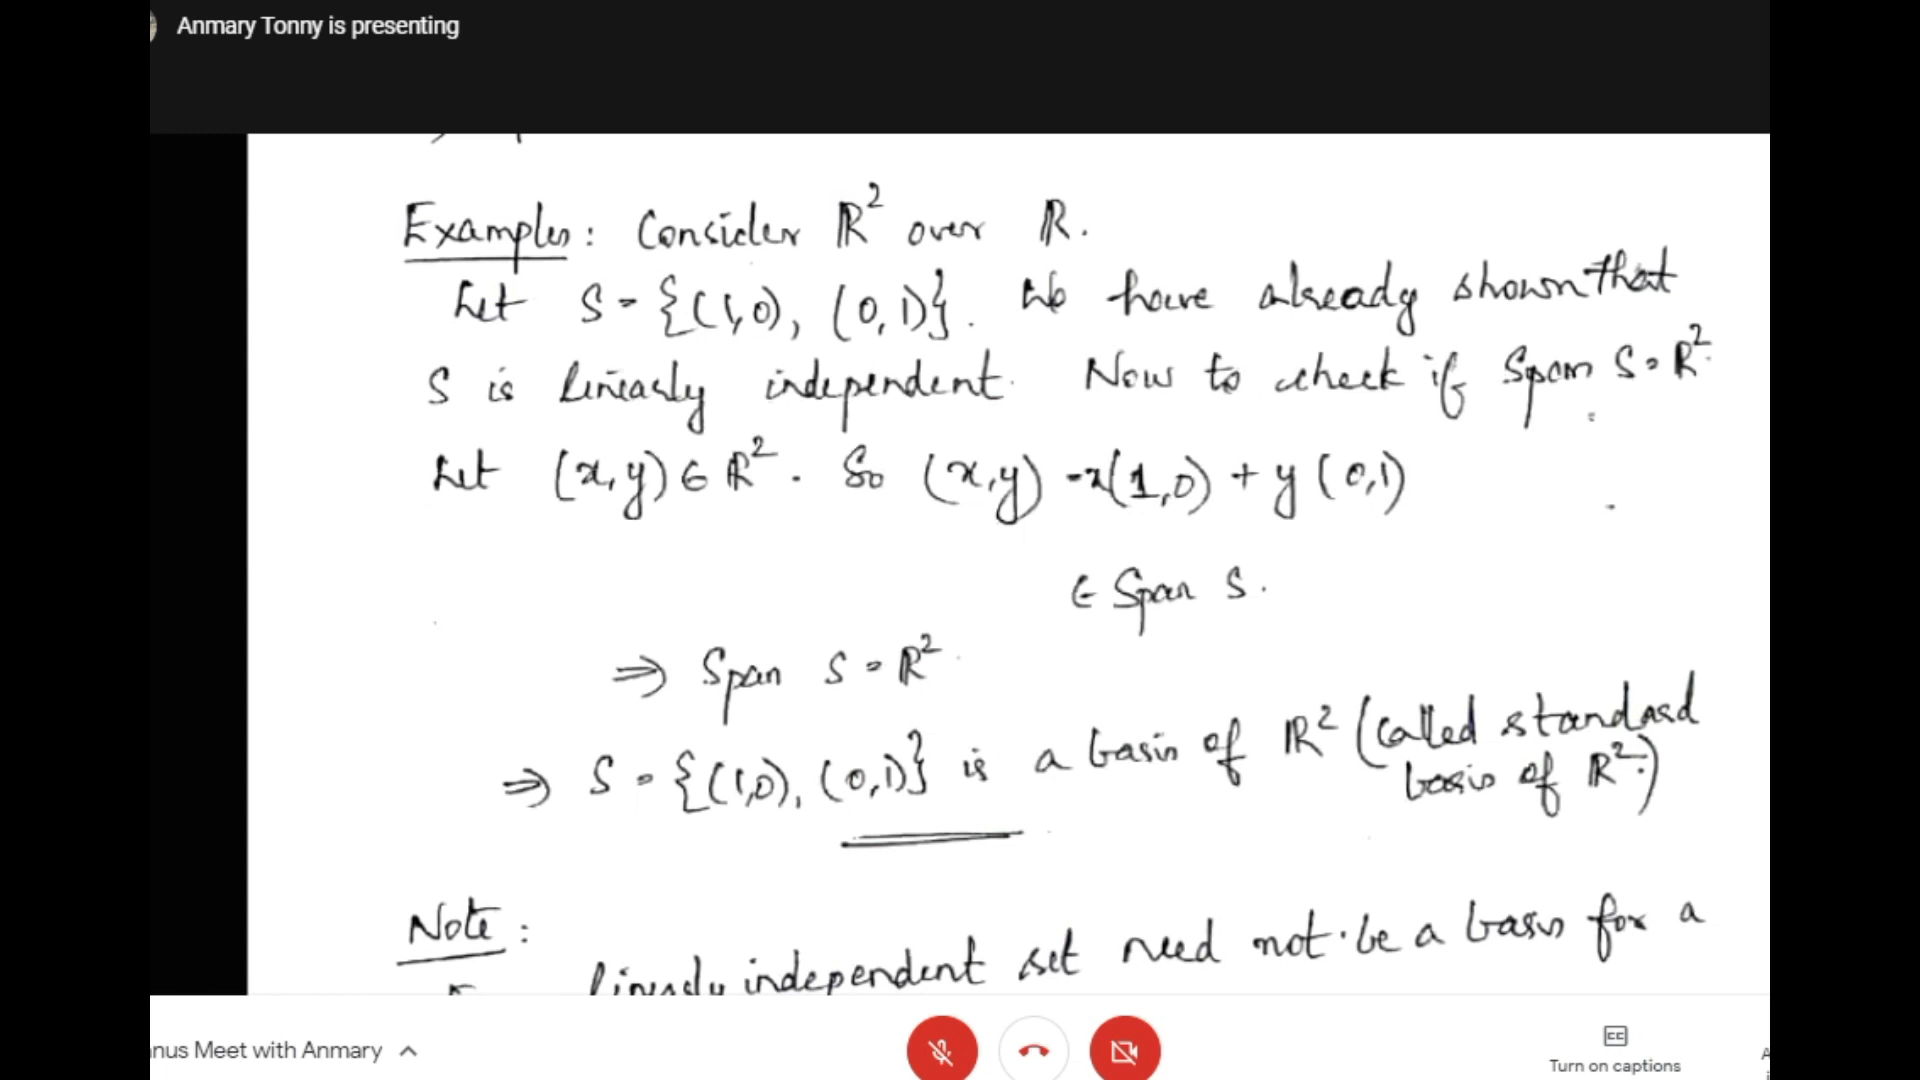 Anmary Tonny is presenting
Examples: Consider R² over R.
Let S = {(1,0), (0,1)}. We have already shown that
S is linearly independent. Now to check if Span S = R².
Let (x,y) ∈ R². So (x,y) = x(1,0) + y(0,1)
∈ Span S.
⇒ Span S = R².
⇒ S = {(1,0), (0,1)} is a basis of R² (called standard
basis of R².)
Note:
linearly independent set need not be a basis for a
nus Meet with Anmary
Turn on captions